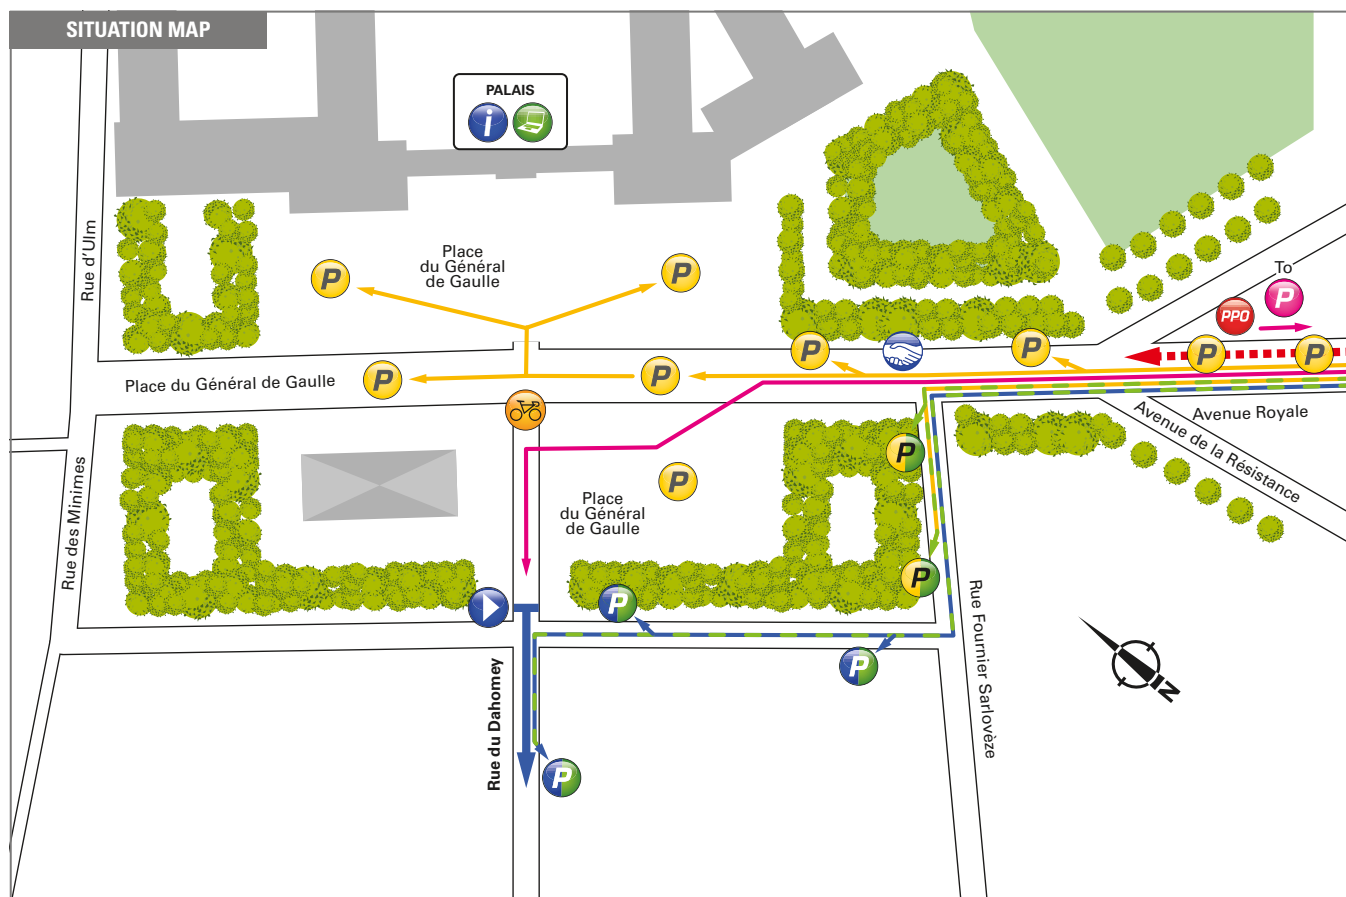 SITUATION MAP
PALAIS
i
Rue d'Ulm
Place
du Général
de Gaulle
P
P
To
P
PPO
P
P
P
P
Place du Général de Gaulle
P
P
Avenue Royale
Avenue de la Résistance
P
P
Place
du Général
de Gaulle
Rue des Minimes
P
P
Rue Fournier Sarlovèze
P
N
Rue du Dahomey
P